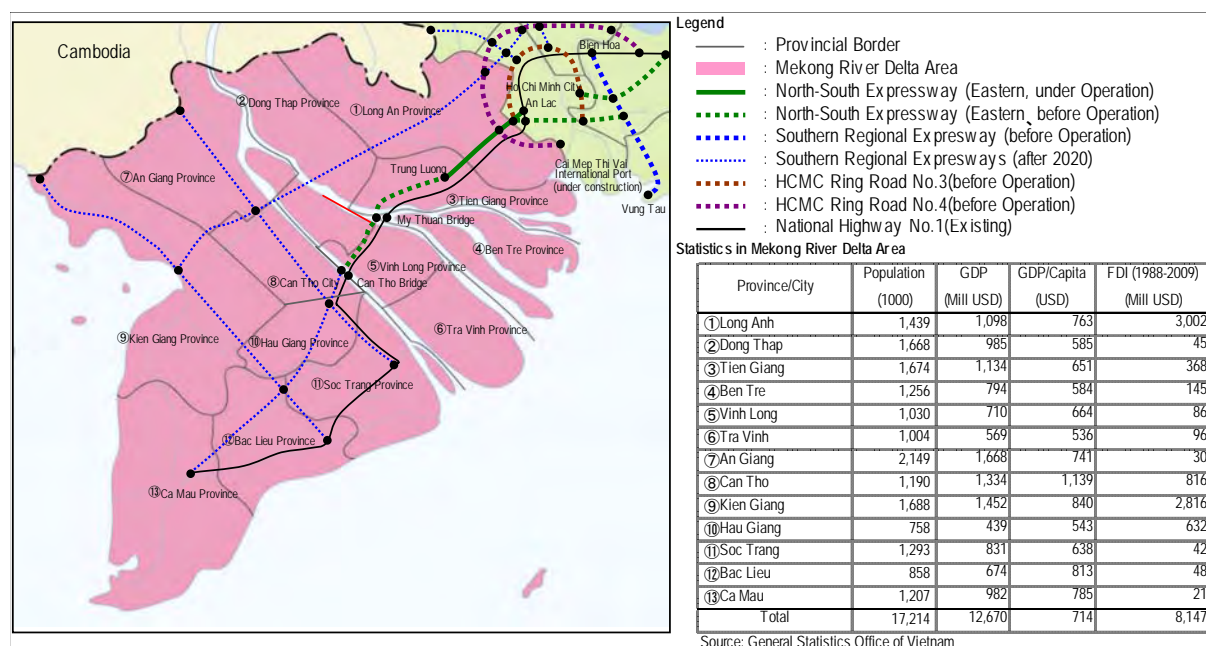 Cambodia
Bien Hoa
Ho Chi Minh City
An Lac
②Dong Thap Province
①Long An Province
Cai Mep Thi Vai
International Port
(under construction)
Trung Luong
Vung Tau
⑦An Giang Province
③Tien Giang Province
My Thuan Bridge
④Ben Tre Province
⑤Vinh Long Province
⑧Can Tho City
Can Tho Bridge
⑥Tra Vinh Province
⑨Kien Giang Province
⑩Hau Giang Province
⑪Soc Trang Province
⑫Bac Lieu Province
⑬Ca Mau Province
Legend
: Provincial Border
: Mekong River Delta Area
: North-South Expressway (Eastern, under Operation)
: North-South Expressway (Eastern, before Operation)
: Southern Regional Expresway (before Operation)
: Southern Regional Expresways (after 2020)
: HCMC Ring Road No.3(before Operation)
: HCMC Ring Road No.4(before Operation)
: National Highway No.1(Existing)
Statistics in Mekong River Delta Area
Province/City Population (1000) GDP (Mill USD) GDP/Capita (USD) FDI (1988-2009) (Mill USD)
①Long Anh 1,439 1,098 763 3,002
②Dong Thap 1,668 985 585 45
③Tien Giang 1,674 1,134 651 368
④Ben Tre 1,256 794 584 145
⑤Vinh Long 1,030 710 664 86
⑥Tra Vinh 1,004 569 536 96
⑦An Giang 2,149 1,668 741 30
⑧Can Tho 1,190 1,334 1,139 816
⑨Kien Giang 1,688 1,452 840 2,816
⑩Hau Giang 758 439 543 632
⑪Soc Trang 1,293 831 638 42
⑫Bac Lieu 858 674 813 48
⑬Ca Mau 1,207 982 785 21
Total 17,214 12,670 714 8,147
Source: General Statistics Office of Vietnam